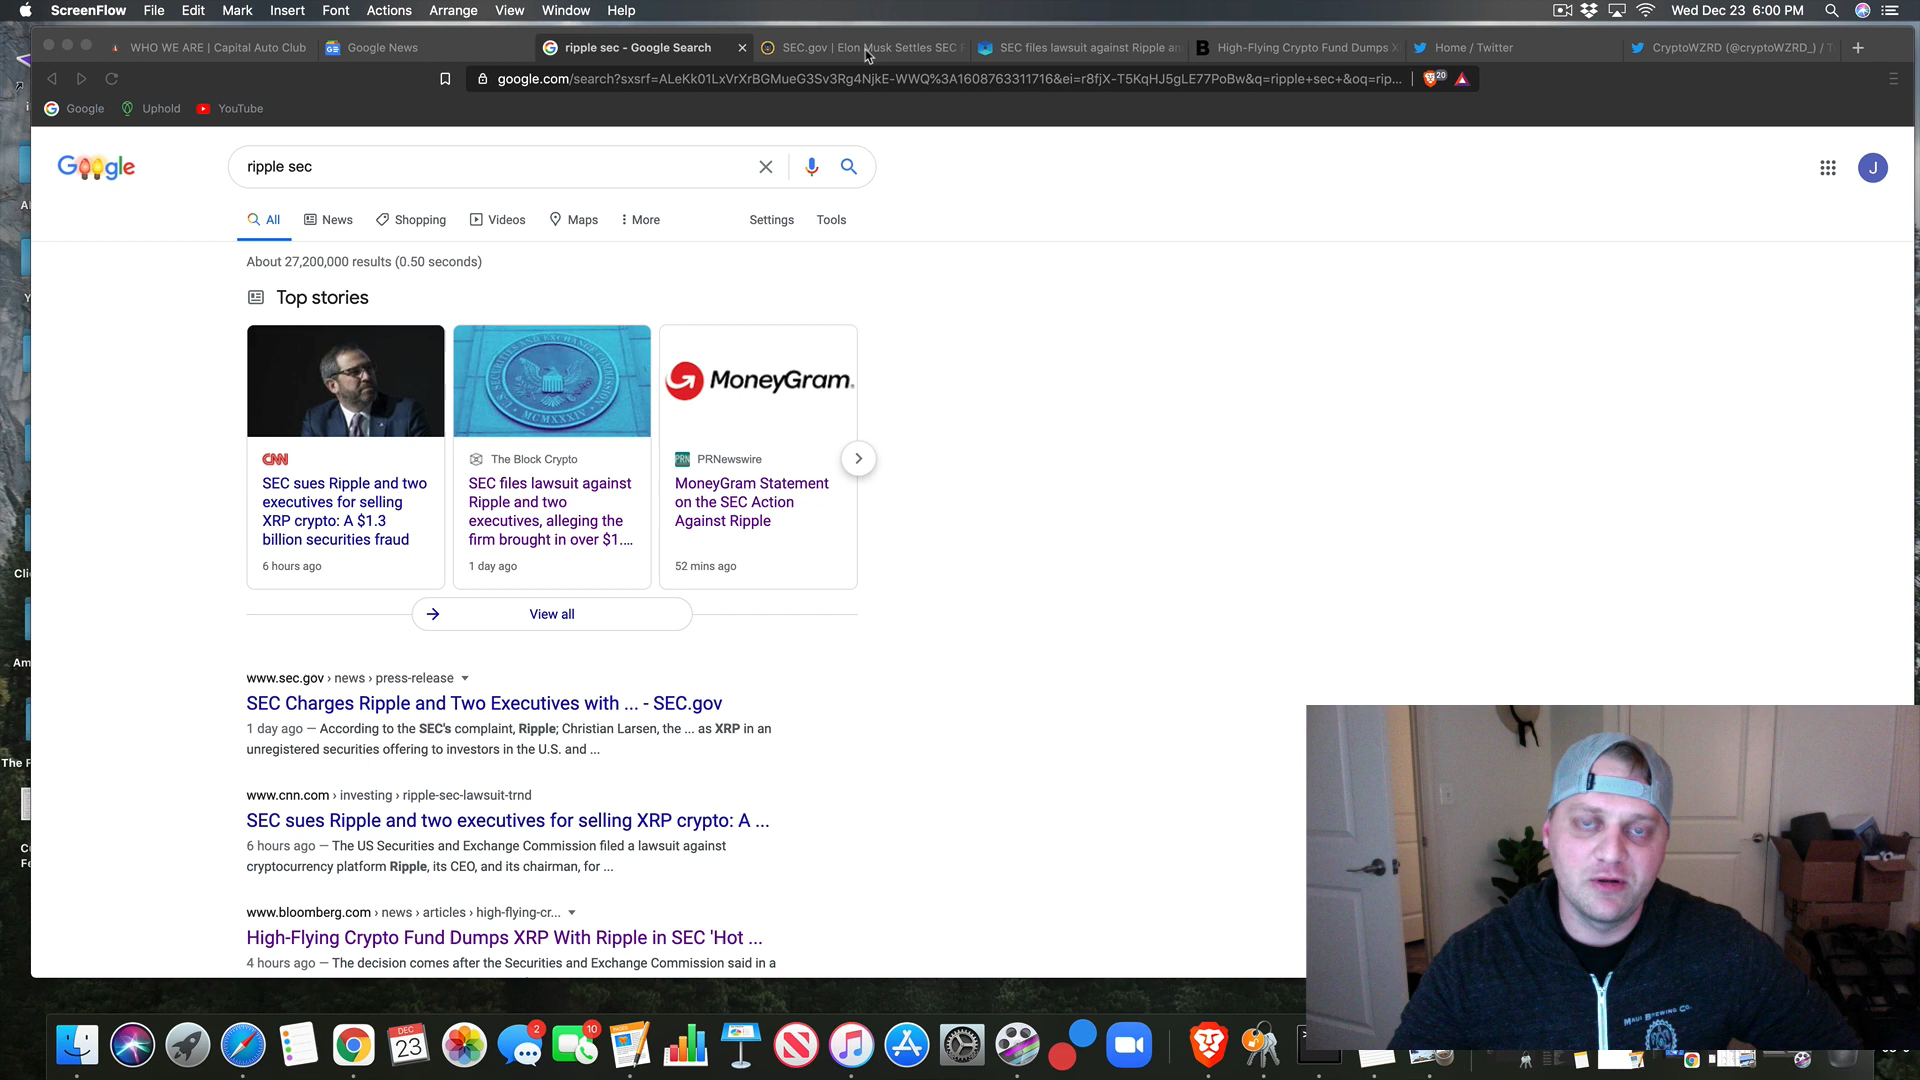 ScreenFlow File Edit Mark Insert Font Actions Arrange View Window Help
Wed Dec 23 6:00 PM
WHO WE ARE | Capital Auto Club
Google News
ripple sec - Google Search
SEC.gov | Elon Musk Settles SEC F
SEC files lawsuit against Ripple an
High-Flying Crypto Fund Dumps X
Home / Twitter
CryptoWZRD (@cryptoWZRD_) / T
google.com/search?sxsrf=ALeKk01LxVrXrBGMueG3Sv3Rg4NjkE-WWQ%3A1608763311716&ei=r8fjX-T5KqHJ5gLE77PoBw&q=ripple+sec+&oq=rip...
20
Google Uphold YouTube
Google
ripple sec
J
All News Shopping Videos Maps More Settings Tools
About 27,200,000 results (0.50 seconds)
Top stories
CNN
SEC sues Ripple and two
executives for selling
XRP crypto: A $1.3
billion securities fraud
6 hours ago
The Block Crypto
SEC files lawsuit against
Ripple and two
executives, alleging the
firm brought in over $1....
1 day ago
MoneyGram.
PRN PRNewswire
MoneyGram Statement
on the SEC Action
Against Ripple
52 mins ago
View all
www.sec.gov › news › press-release
SEC Charges Ripple and Two Executives with ... - SEC.gov
1 day ago — According to the SEC's complaint, Ripple; Christian Larsen, the ... as XRP in an
unregistered securities offering to investors in the U.S. and ...
www.cnn.com › investing › ripple-sec-lawsuit-trnd
SEC sues Ripple and two executives for selling XRP crypto: A ...
6 hours ago — The US Securities and Exchange Commission filed a lawsuit against
cryptocurrency platform Ripple, its CEO, and its chairman, for ...
www.bloomberg.com › news › articles › high-flying-cr...
High-Flying Crypto Fund Dumps XRP With Ripple in SEC 'Hot ...
4 hours ago — The decision comes after the Securities and Exchange Commission said in a
MAUI BREWING CO.
DEC
23
2
10